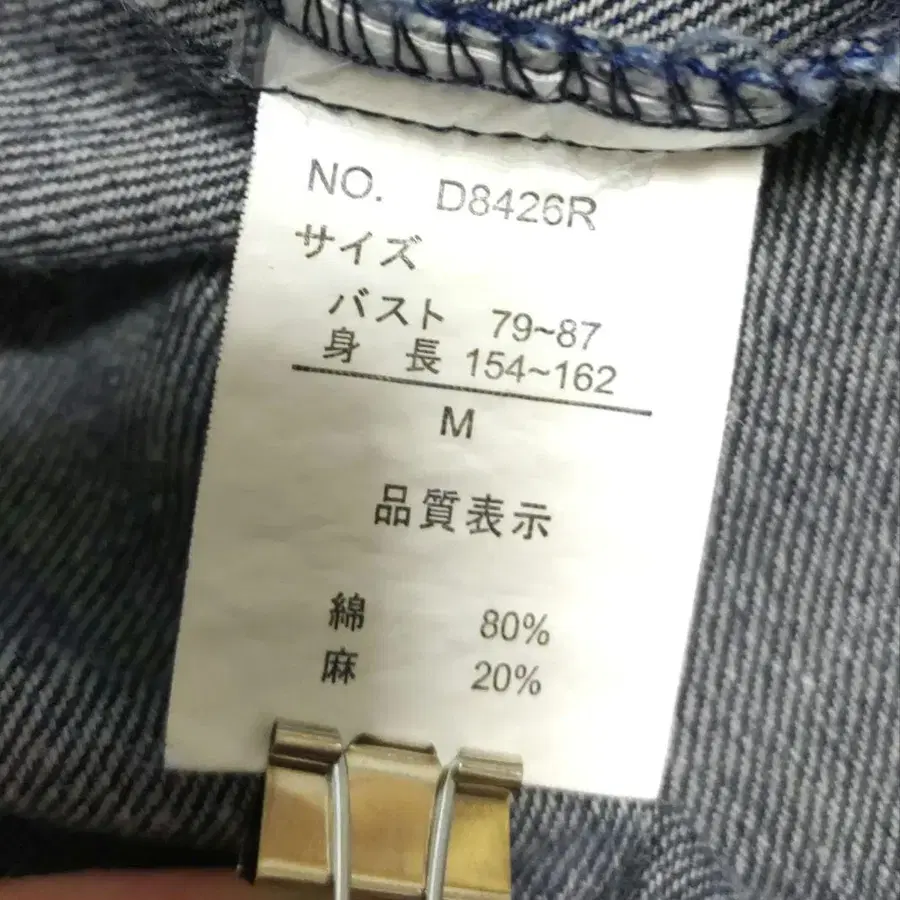 NO. D8426R
サイズ
バスト 79~87
身 長 154~162
M
品質表示
綿 80%
麻 20%